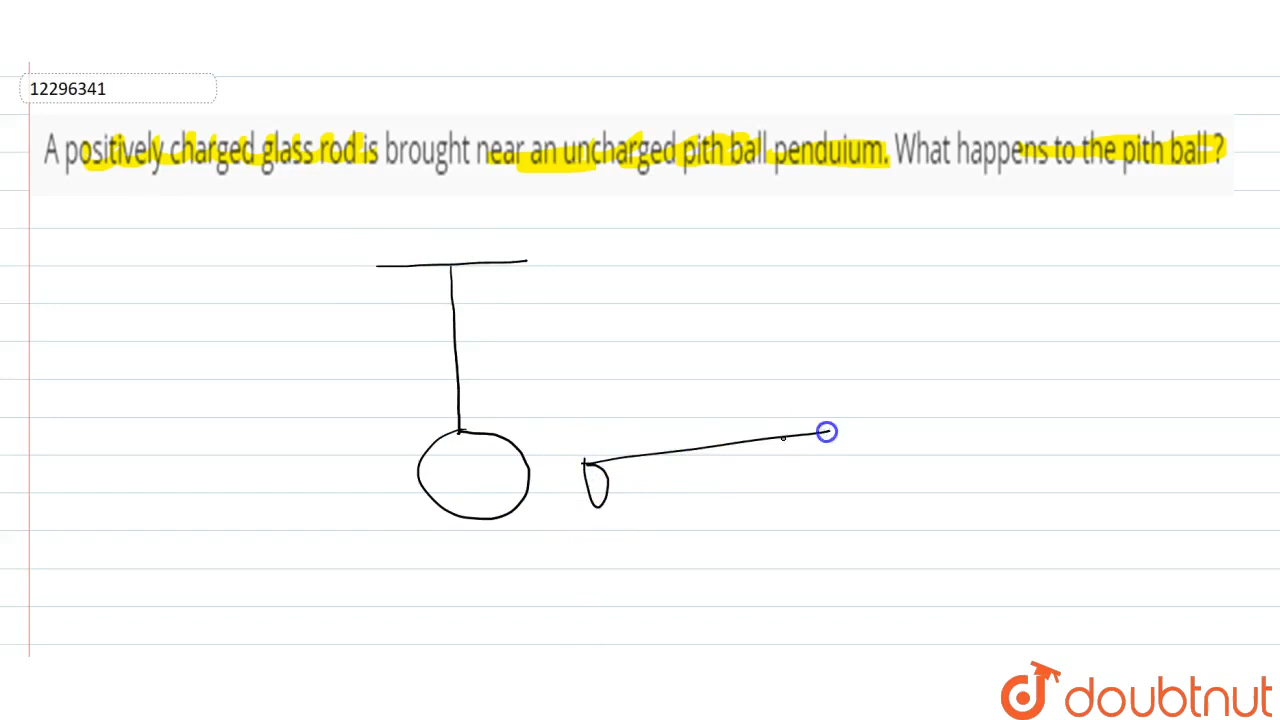 12296341
A positively charged glass rod is brought near an uncharged pith ball penduium. What happens to the pith ball ?
doubtnut